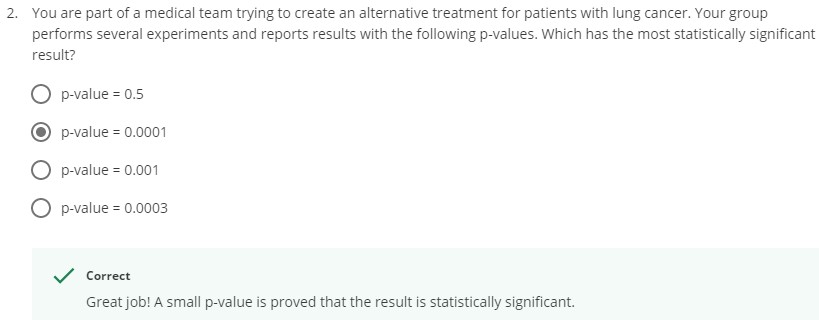 2. You are part of a medical team trying to create an alternative treatment for patients with lung cancer. Your group
performs several experiments and reports results with the following p-values. Which has the most statistically significant
result?
p-value = 0.5
p-value = 0.0001
p-value = 0.001
p-value = 0.0003
Correct
Great job! A small p-value is proved that the result is statistically significant.